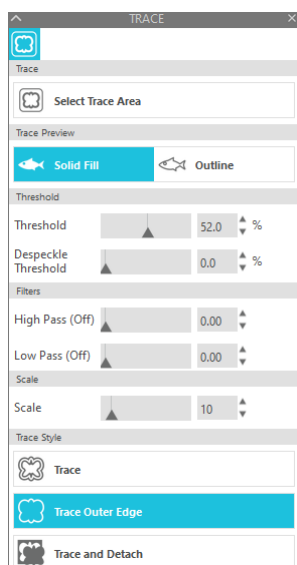 TRACE
Trace
Select Trace Area
Trace Preview
Solid Fill Outline
Threshold
Threshold 52.0 %
Despeckle
Threshold 0.0 %
Filters
High Pass (Off) 0.00
Low Pass (Off) 0.00
Scale
Scale 10
Trace Style
Trace
Trace Outer Edge
Trace and Detach